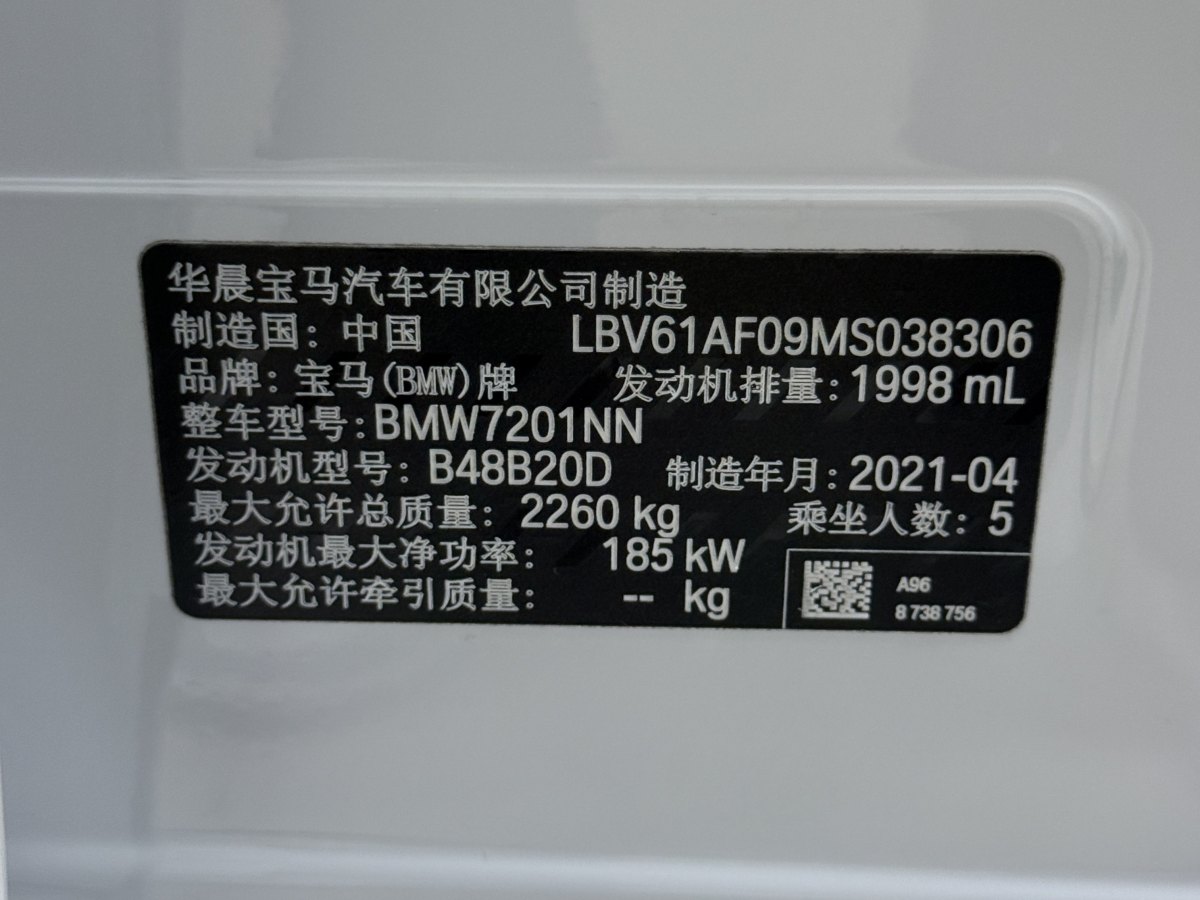 华晨宝马汽车有限公司制造
制造国：中国 LBV61AF09MS038306
品牌：宝马(BMW)牌 发动机排量：1998 mL
整车型号：BMW7201NN
发动机型号：B48B20D 制造年月：2021-04
最大允许总质量：2260 kg 乘坐人数：5
发动机最大净功率：185 kW
最大允许牵引质量：-- kg
A96
8 738 756